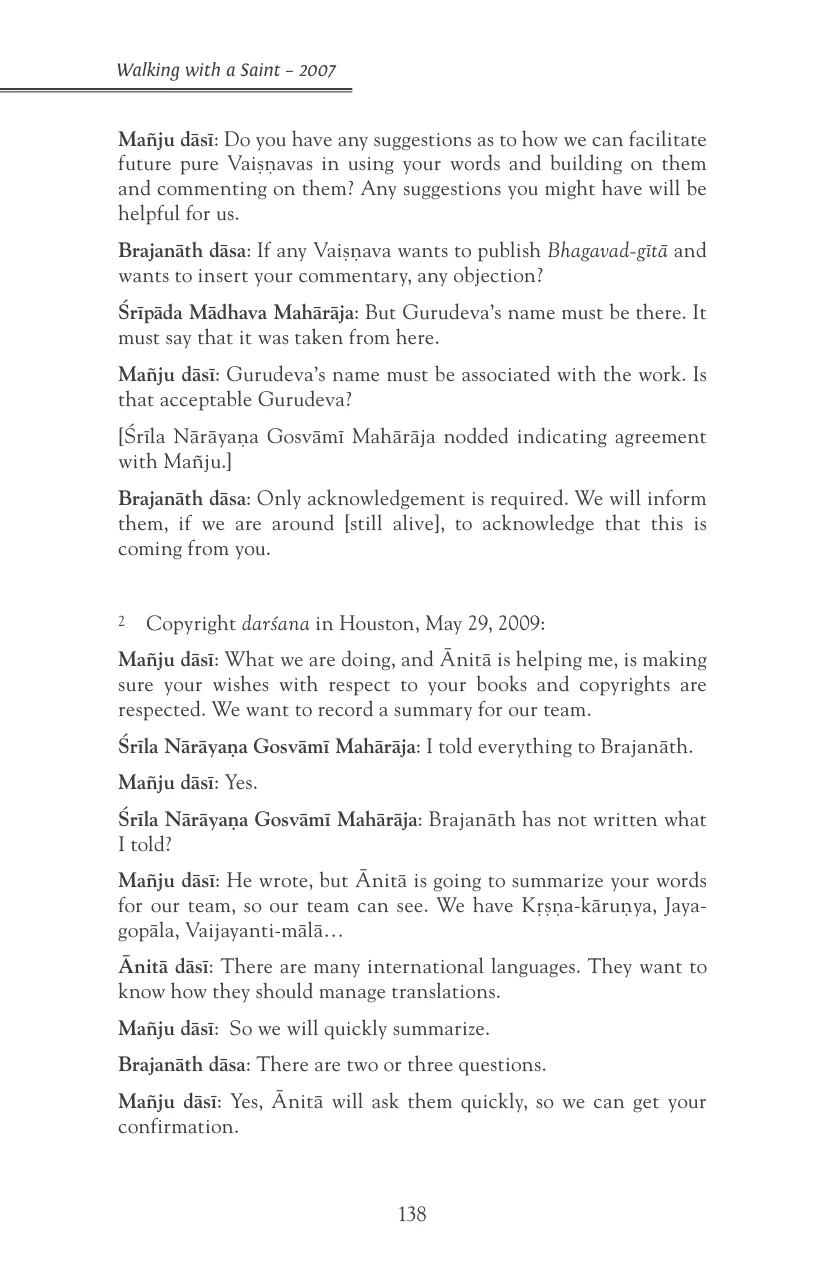 Walking with a Saint – 2007
Mañju dāsī: Do you have any suggestions as to how we can facilitate
future pure Vaiṣṇavas in using your words and building on them
and commenting on them? Any suggestions you might have will be
helpful for us.
Brajanāth dāsa: If any Vaiṣṇava wants to publish Bhagavad-gītā and
wants to insert your commentary, any objection?
Śrīpāda Mādhava Mahārāja: But Gurudeva’s name must be there. It
must say that it was taken from here.
Mañju dāsī: Gurudeva’s name must be associated with the work. Is
that acceptable Gurudeva?
[Śrīla Nārāyaṇa Gosvāmī Mahārāja nodded indicating agreement
with Mañju.]
Brajanāth dāsa: Only acknowledgement is required. We will inform
them, if we are around [still alive], to acknowledge that this is
coming from you.
2 Copyright darśana in Houston, May 29, 2009:
Mañju dāsī: What we are doing, and Ānitā is helping me, is making
sure your wishes with respect to your books and copyrights are
respected. We want to record a summary for our team.
Śrīla Nārāyaṇa Gosvāmī Mahārāja: I told everything to Brajanāth.
Mañju dāsī: Yes.
Śrīla Nārāyaṇa Gosvāmī Mahārāja: Brajanāth has not written what
I told?
Mañju dāsī: He wrote, but Ānitā is going to summarize your words
for our team, so our team can see. We have Kṛṣṇa-kāruṇya, Jaya-
gopāla, Vaijayanti-mālā…
Ānitā dāsī: There are many international languages. They want to
know how they should manage translations.
Mañju dāsī: So we will quickly summarize.
Brajanāth dāsa: There are two or three questions.
Mañju dāsī: Yes, Ānitā will ask them quickly, so we can get your
confirmation.
138